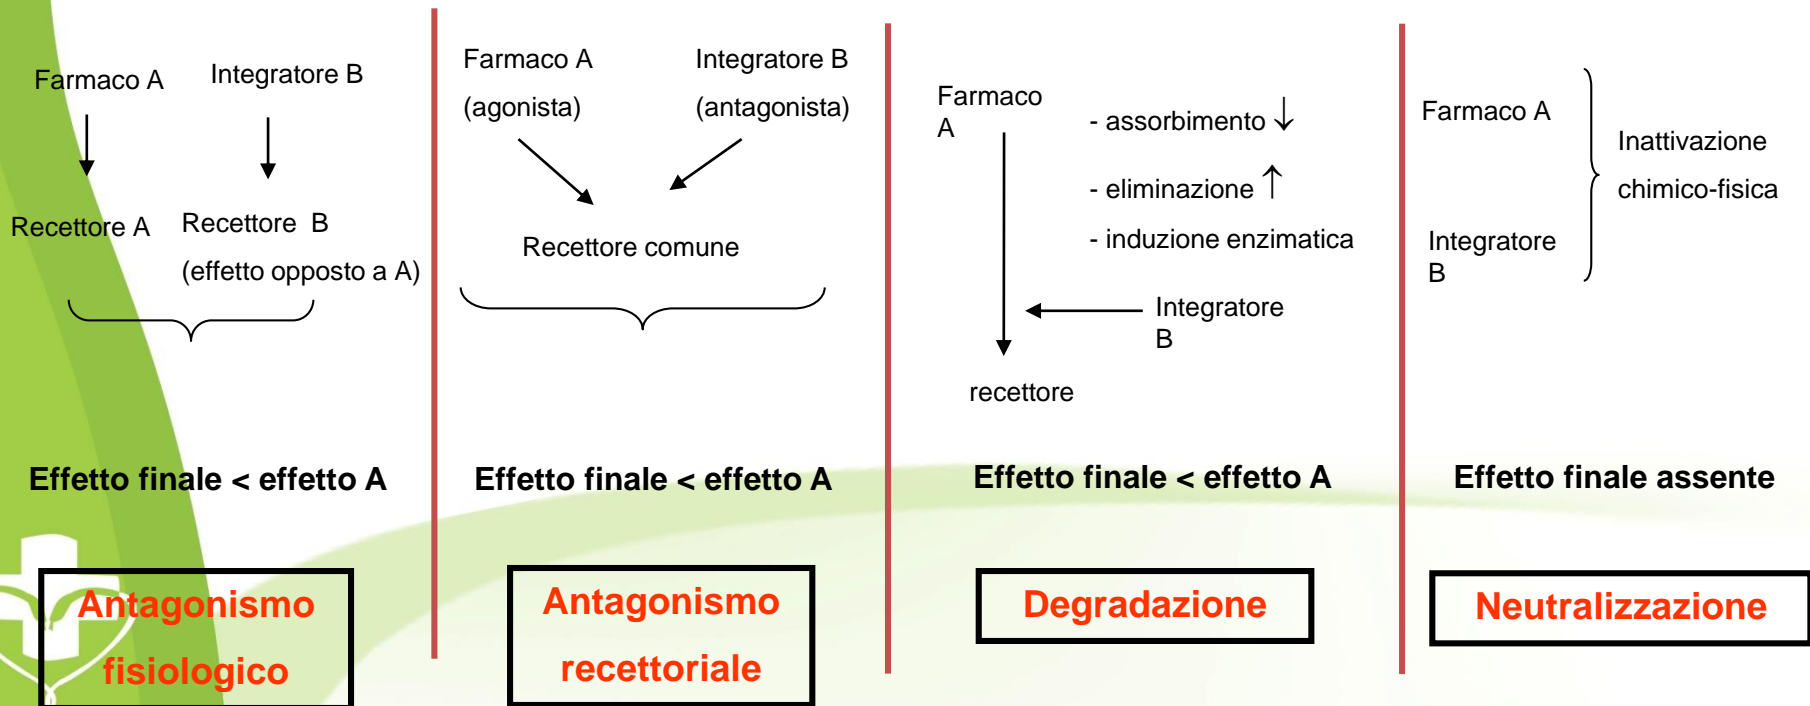 Farmaco A
Integratore B
Recettore A
Recettore B
(effetto opposto a A)
Effetto finale < effetto A
Antagonismo
fisiologico
Farmaco A
(agonista)
Integratore B
(antagonista)
Recettore comune
Effetto finale < effetto A
Antagonismo
recettoriale
Farmaco
A
- assorbimento ↓
- eliminazione ↑
- induzione enzimatica
Integratore
B
recettore
Effetto finale < effetto A
Degradazione
Farmaco A
Integratore
B
Inattivazione
chimico-fisica
Effetto finale assente
Neutralizzazione